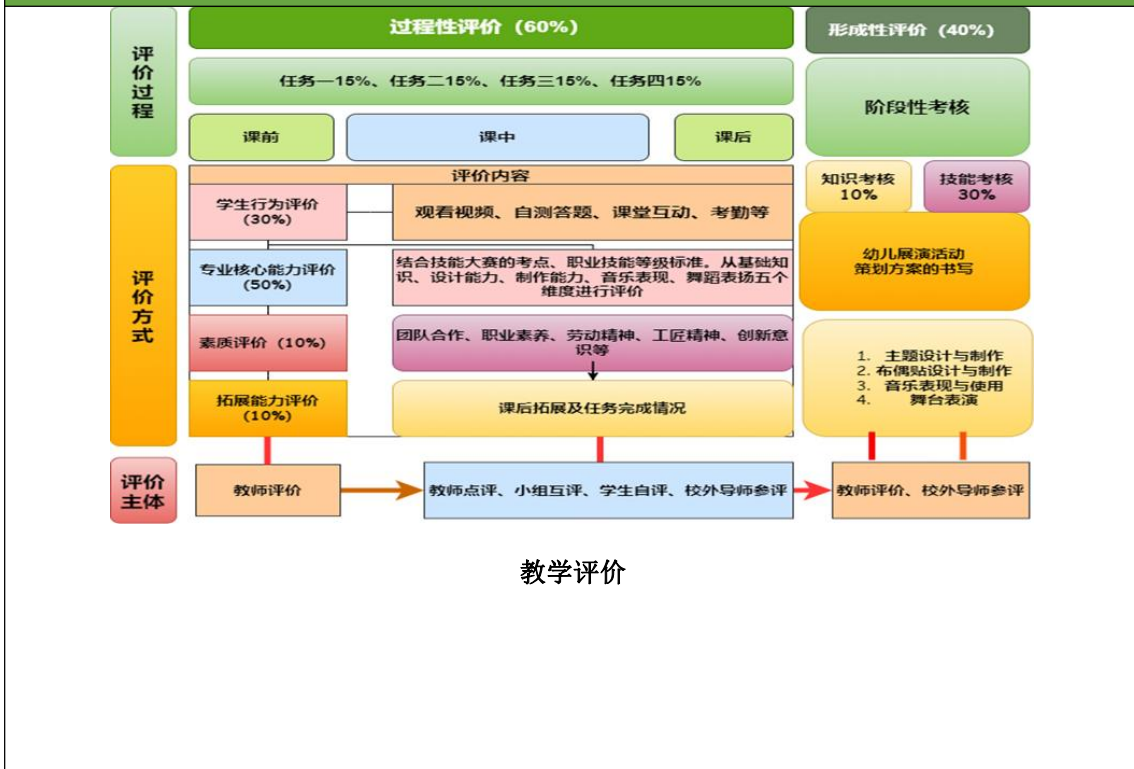 评价过程
过程性评价（60%）
形成性评价（40%）
任务一15%、任务二15%、任务三15%、任务四15%
阶段性考核
课前
课中
课后
评价方式
评价内容
学生行为评价
(30%)
观看视频、自测答题、课堂互动、考勤等
专业核心能力评价
(50%)
结合技能大赛的考点、职业技能等级标准。从基础知
识、设计能力、制作能力、音乐表现、舞蹈表扬五个
维度进行评价
素质评价（10%）
团队合作、职业素养、劳动精神、工匠精神、创新意
识等
拓展能力评价
(10%)
课后拓展及任务完成情况
知识考核
10%
技能考核
30%
幼儿展演活动
策划方案的书写
1. 主题设计与制作
2. 布偶贴设计与制作
3. 音乐表现与使用
4. 舞台表演
评价
主体
教师评价
教师点评、小组互评、学生自评、校外导师参评
教师评价、校外导师参评
教学评价